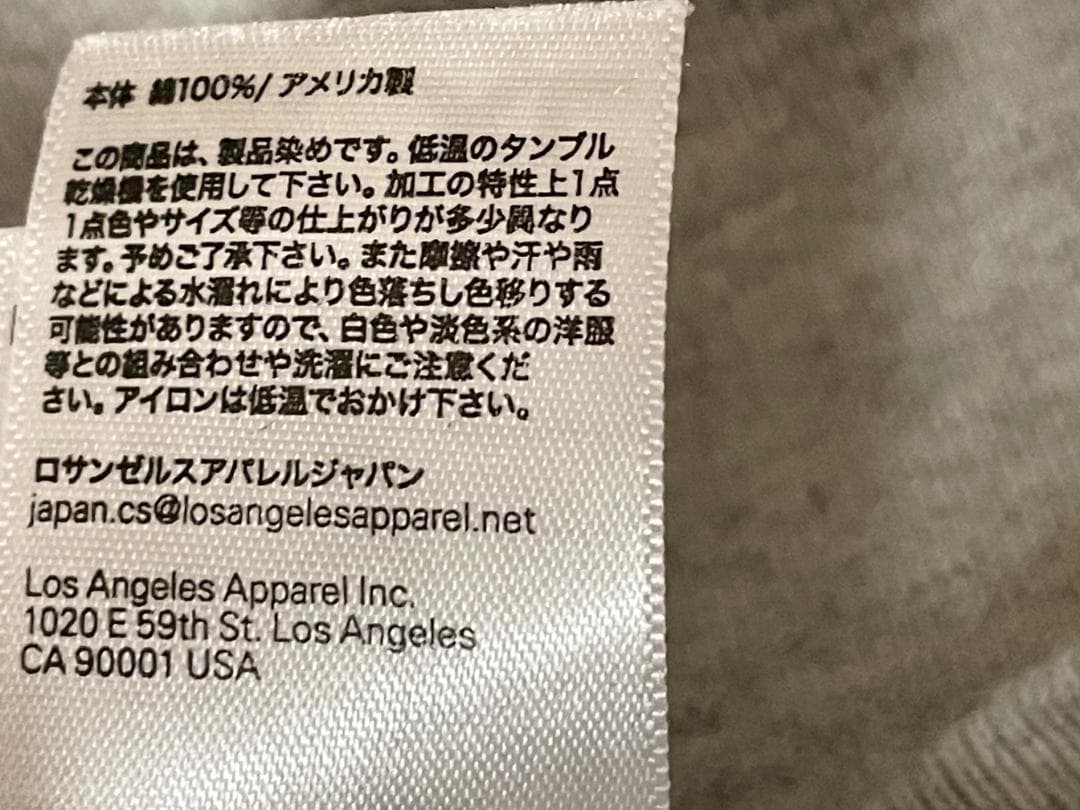 本体 綿100%/ アメリカ製
この商品は、製品染めです。低温のタンブル
乾燥機を使用して下さい。加工の特性上1点
1点色やサイズ等の仕上がりが多少異なり
ます。予めご了承下さい。また摩擦や汗や雨
などによる水濡れにより色落ちし色移りする
可能性がありますので、白色や淡色系の洋服
等との組み合わせや洗濯にご注意くだ
さい。アイロンは低温でおかけ下さい。
ロサンゼルスアパレルジャパン
japan.cs@losangelesapparel.net
Los Angeles Apparel Inc.
1020 E 59th St. Los Angeles
CA 90001 USA